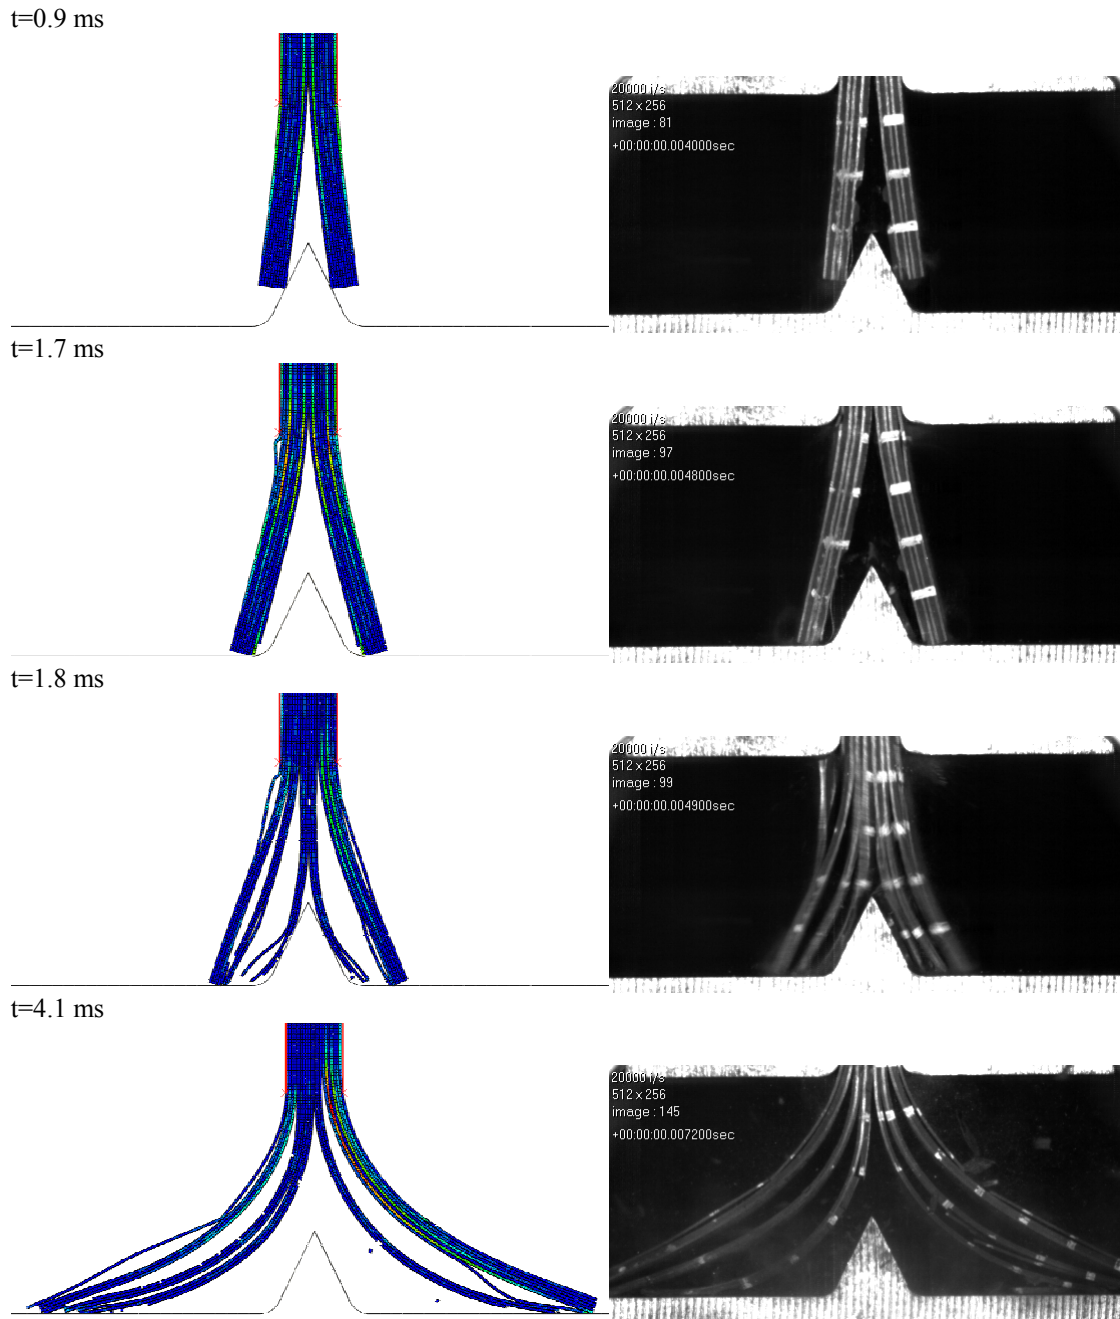 t=0.9 ms
20000 i/s
512 x 256
image : 81
+00:00:00.004000sec
t=1.7 ms
20000 i/s
512 x 256
image : 97
+00:00:00.004800sec
t=1.8 ms
20000 i/s
512 x 256
image : 99
+00:00:00.004900sec
t=4.1 ms
20000 i/s
512 x 256
image : 145
+00:00:00.007200sec